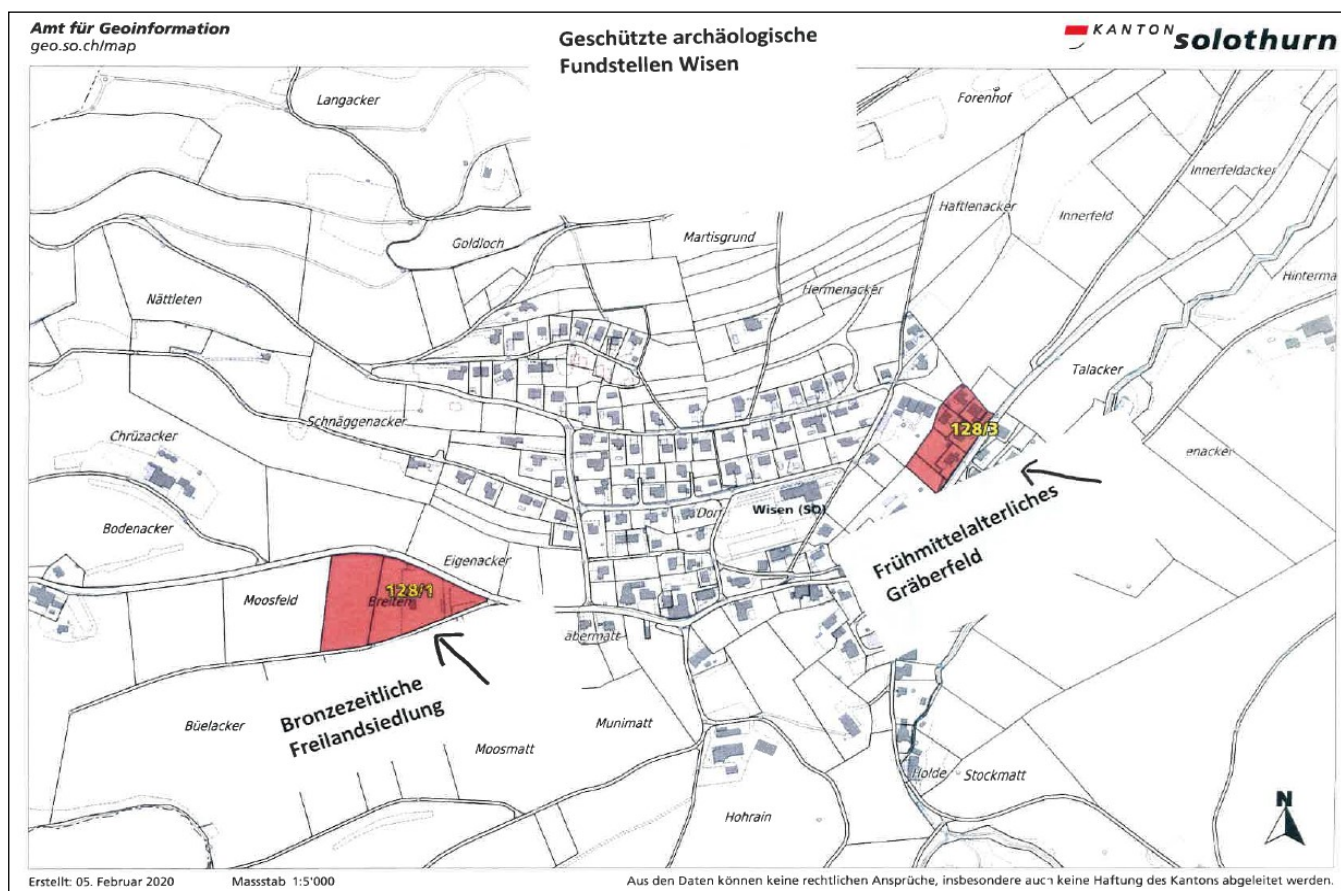 Amt für Geoinformation
geo.so.ch/map
Geschützte archäologische
Fundstellen Wisen
KANTON solothurn
Langacker
Forenhof
Innerfeldacker
Haftlenacker
Innerfeld
Goldloch
Martisgrund
Hinterma
Nättleten
Hermenacker
Talacker
Schnäggenacker
128/3
Chrüzacker
enacker
Dorf
Wisen (SO)
Bodenacker
Eigenacker
Frühmittelalterliches
Gräberfeld
128/1
Moosfeld
Breiten
äbermatt
Bronzezeitliche
Freilandsiedlung
Büelacker
Munimatt
Moosmatt
Holde
Stockmatt
Hohrain
N
Erstellt: 05. Februar 2020
Massstab 1:5'000
Aus den Daten können keine rechtlichen Ansprüche, insbesondere auch keine Haftung des Kantons abgeleitet werden.